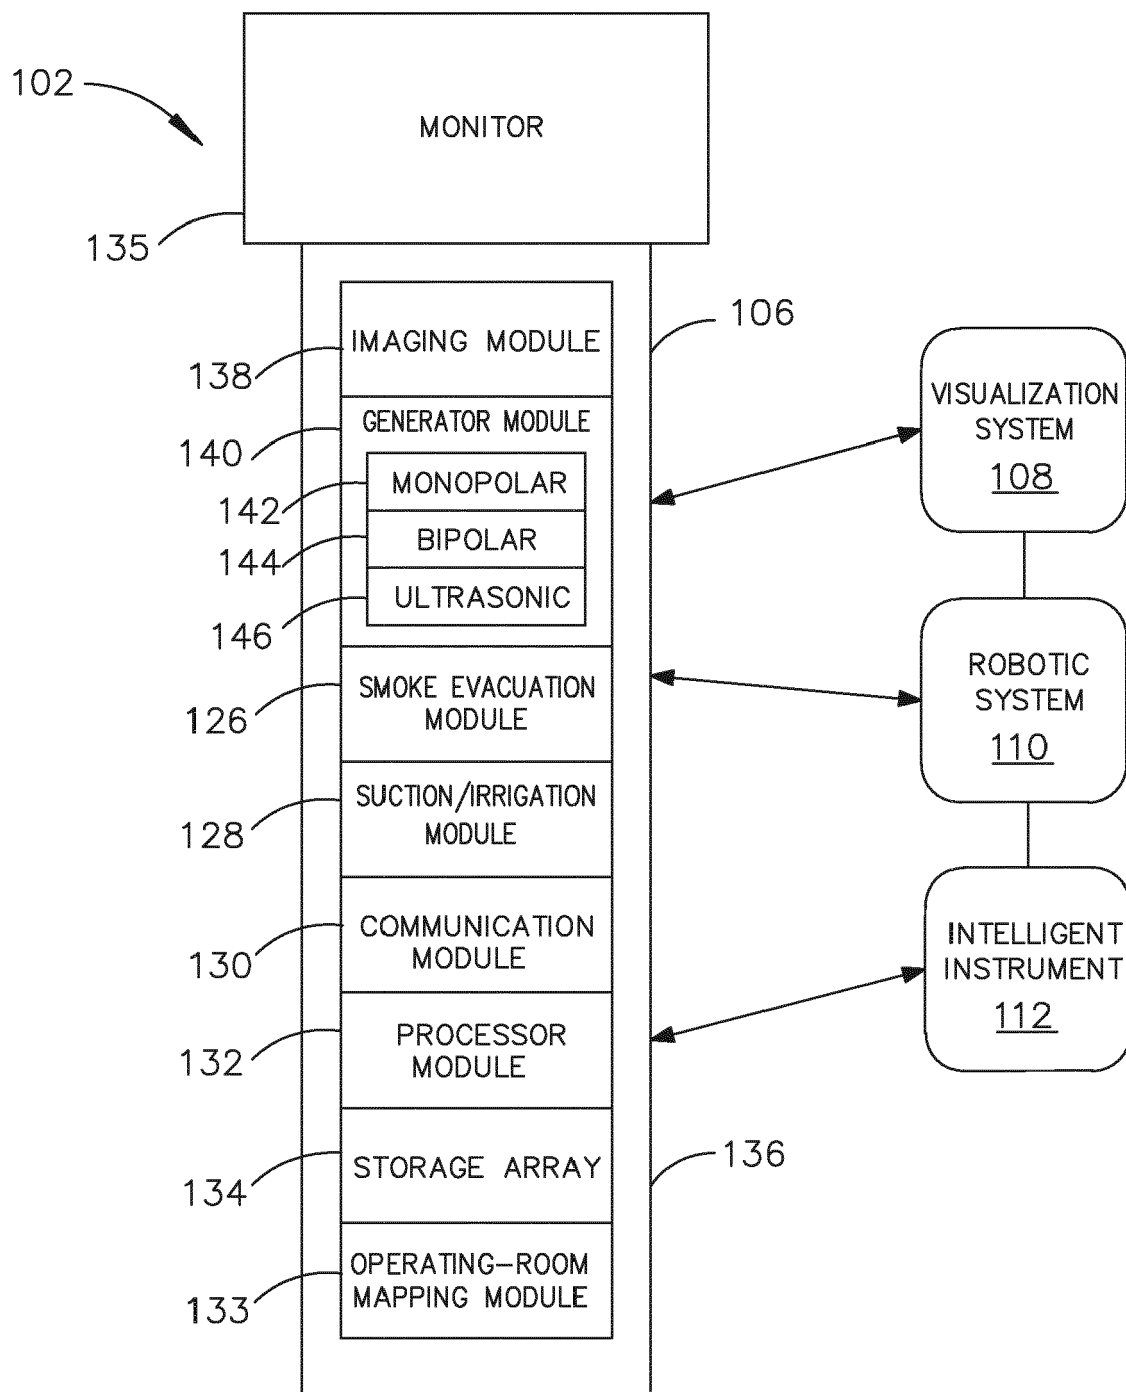 102
MONITOR
135
106
IMAGING MODULE
138
GENERATOR MODULE
140
MONOPOLAR
142
BIPOLAR
144
ULTRASONIC
146
SMOKE EVACUATION
MODULE
126
SUCTION/IRRIGATION
MODULE
128
COMMUNICATION
MODULE
130
PROCESSOR
MODULE
132
STORAGE ARRAY
134
136
OPERATING-ROOM
MAPPING MODULE
133
VISUALIZATION
SYSTEM
108
ROBOTIC
SYSTEM
110
INTELLIGENT
INSTRUMENT
112